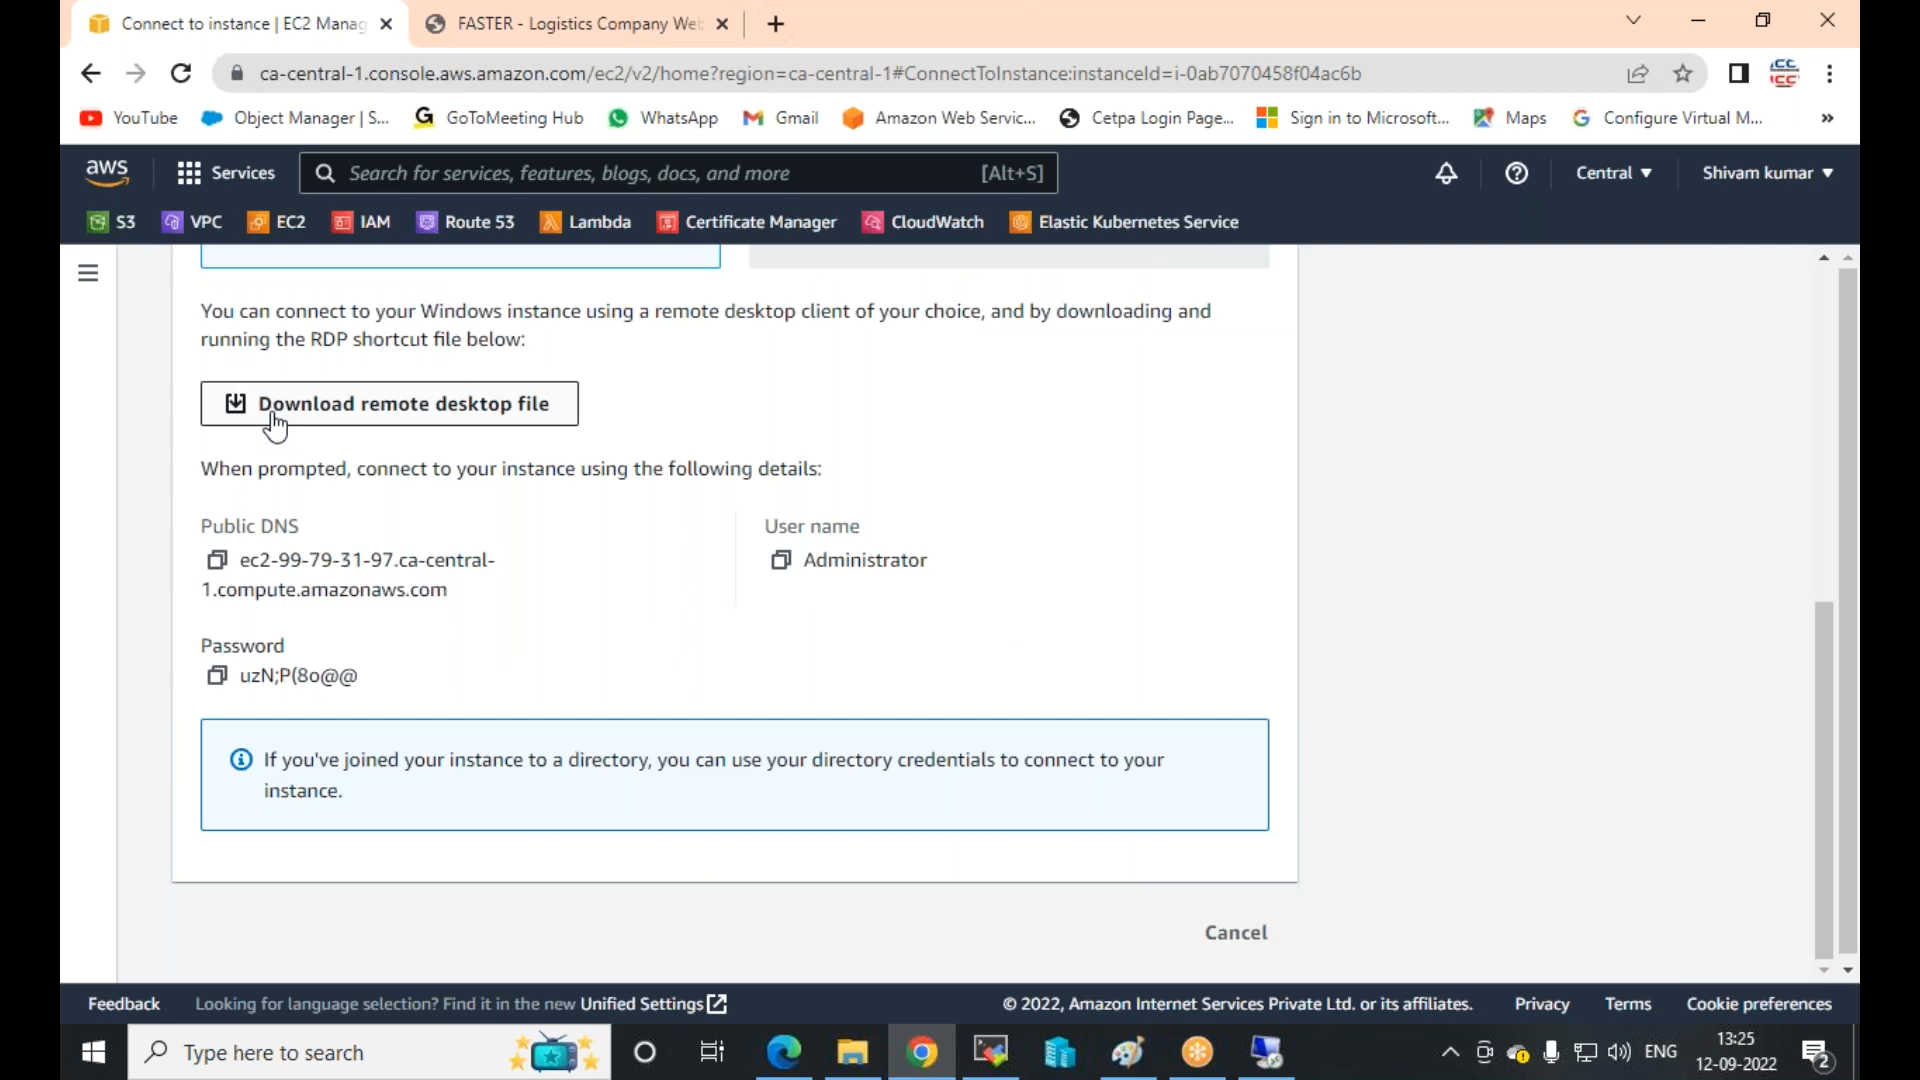 Connect to instance | EC2 Manag
FASTER - Logistics Company Web
ca-central-1.console.aws.amazon.com/ec2/v2/home?region=ca-central-1#ConnectToInstance:instanceId=i-0ab7070458f04ac6b
YouTube Object Manager | S... GoToMeeting Hub WhatsApp Gmail Amazon Web Servic... Cetpa Login Page... Sign in to Microsoft... Maps Configure Virtual M... »
aws Services Search for services, features, blogs, docs, and more [Alt+S] Central ▼ Shivam kumar ▼
S3 VPC EC2 IAM Route 53 Lambda Certificate Manager CloudWatch Elastic Kubernetes Service
You can connect to your Windows instance using a remote desktop client of your choice, and by downloading and
running the RDP shortcut file below:
Download remote desktop file
When prompted, connect to your instance using the following details:
Public DNS
ec2-99-79-31-97.ca-central-
1.compute.amazonaws.com
User name
Administrator
Password
uzN;P(8o@@
If you've joined your instance to a directory, you can use your directory credentials to connect to your
instance.
Cancel
Feedback Looking for language selection? Find it in the new Unified Settings © 2022, Amazon Internet Services Private Ltd. or its affiliates. Privacy Terms Cookie preferences
Type here to search
ENG
13:25
12-09-2022
2